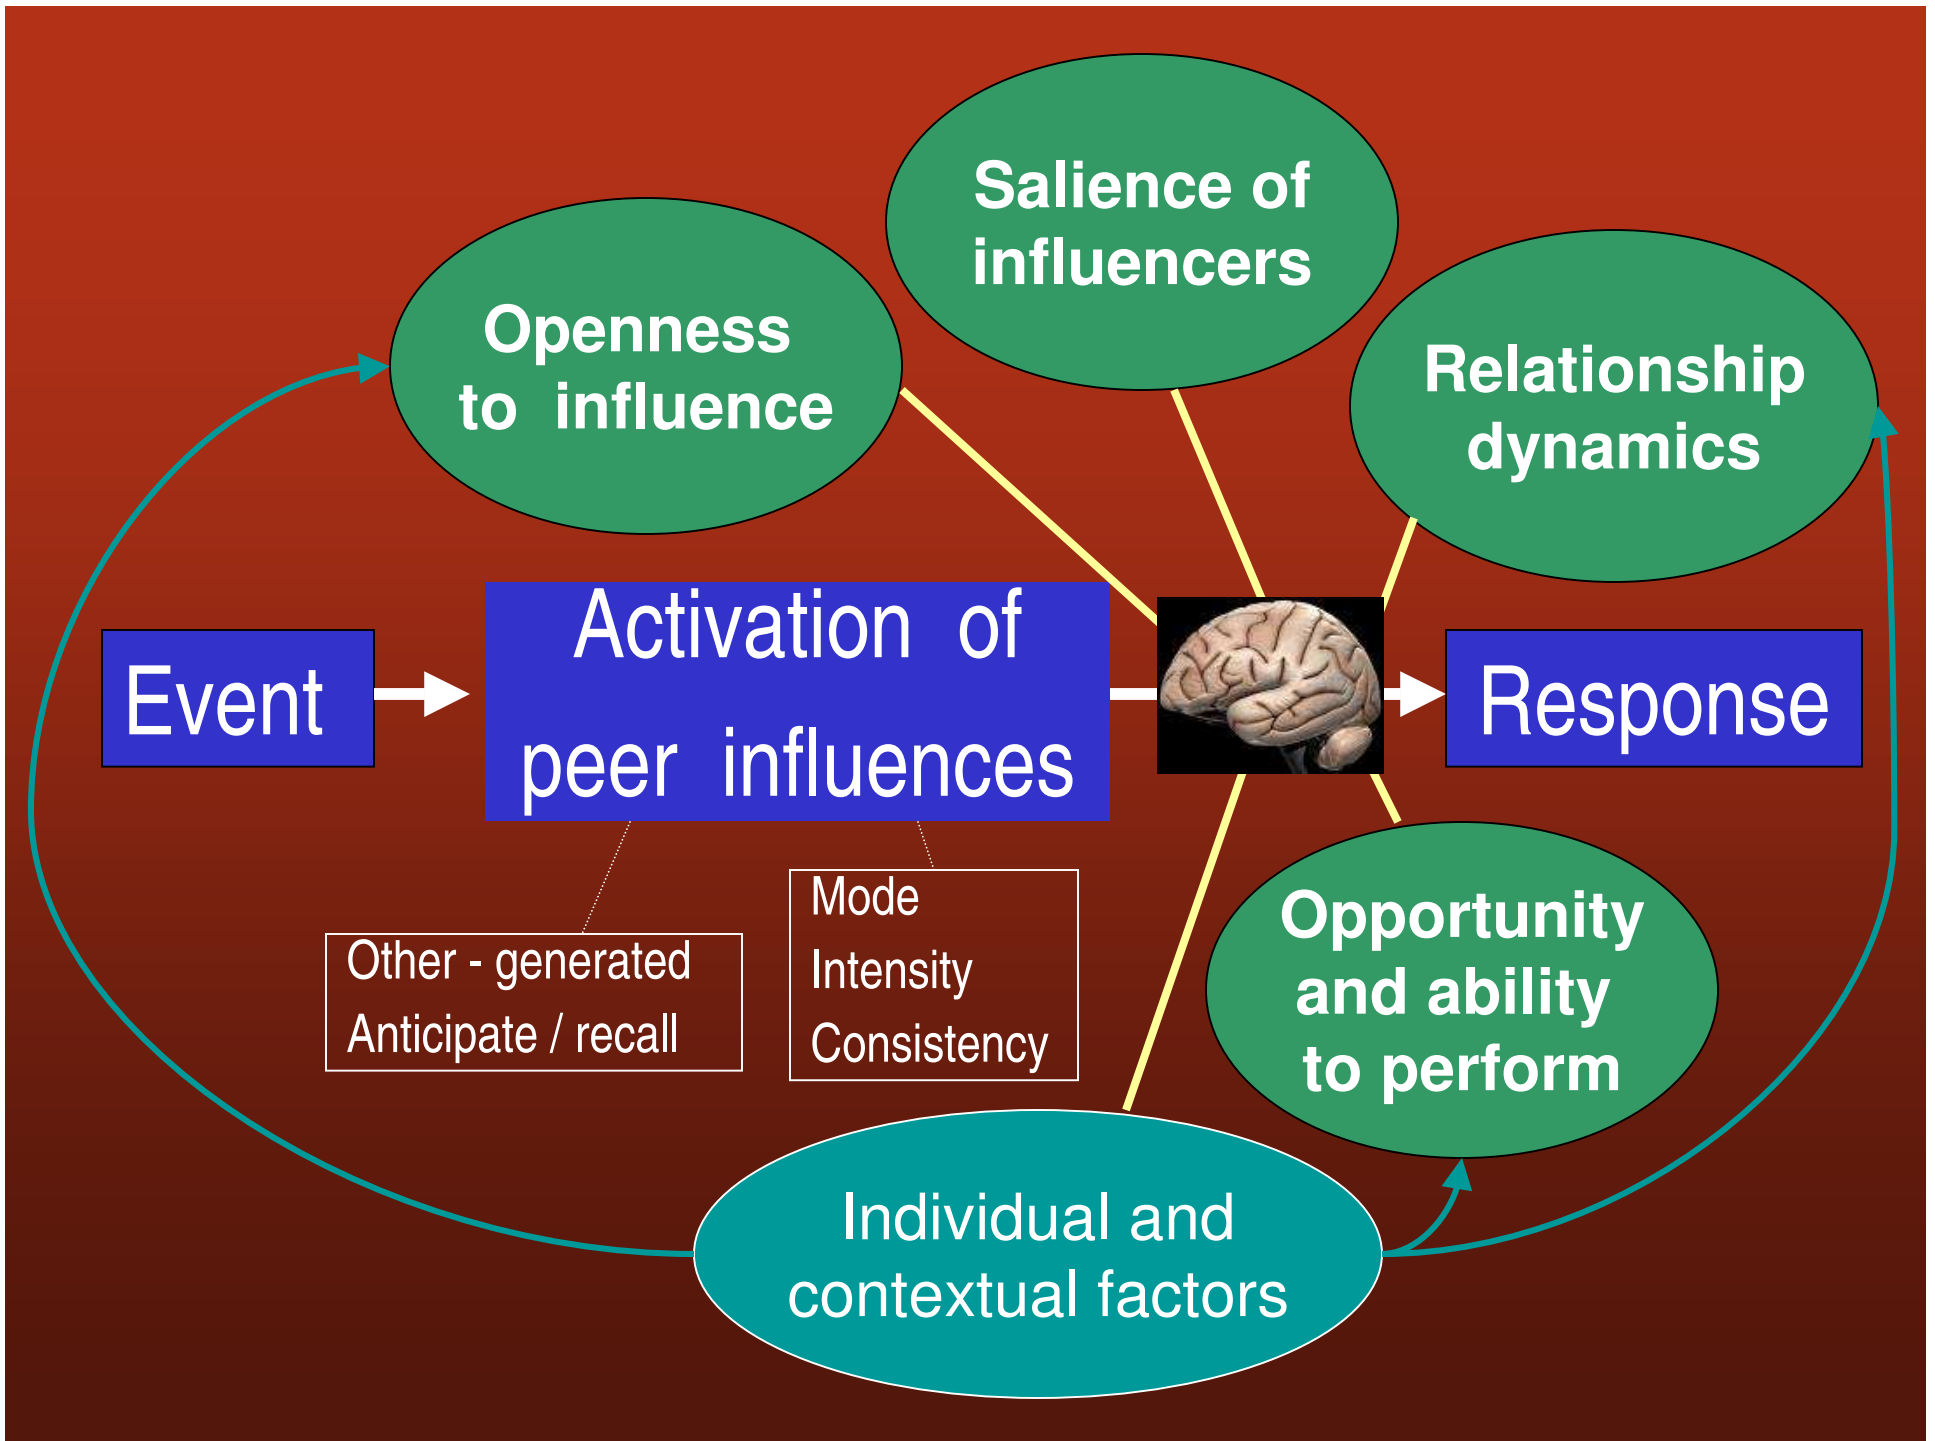 Salience of
influencers
Openness
to influence
Relationship
dynamics
Event
Activation of
peer influences
Response
Other - generated
Anticipate / recall
Mode
Intensity
Consistency
Opportunity
and ability
to perform
Individual and
contextual factors